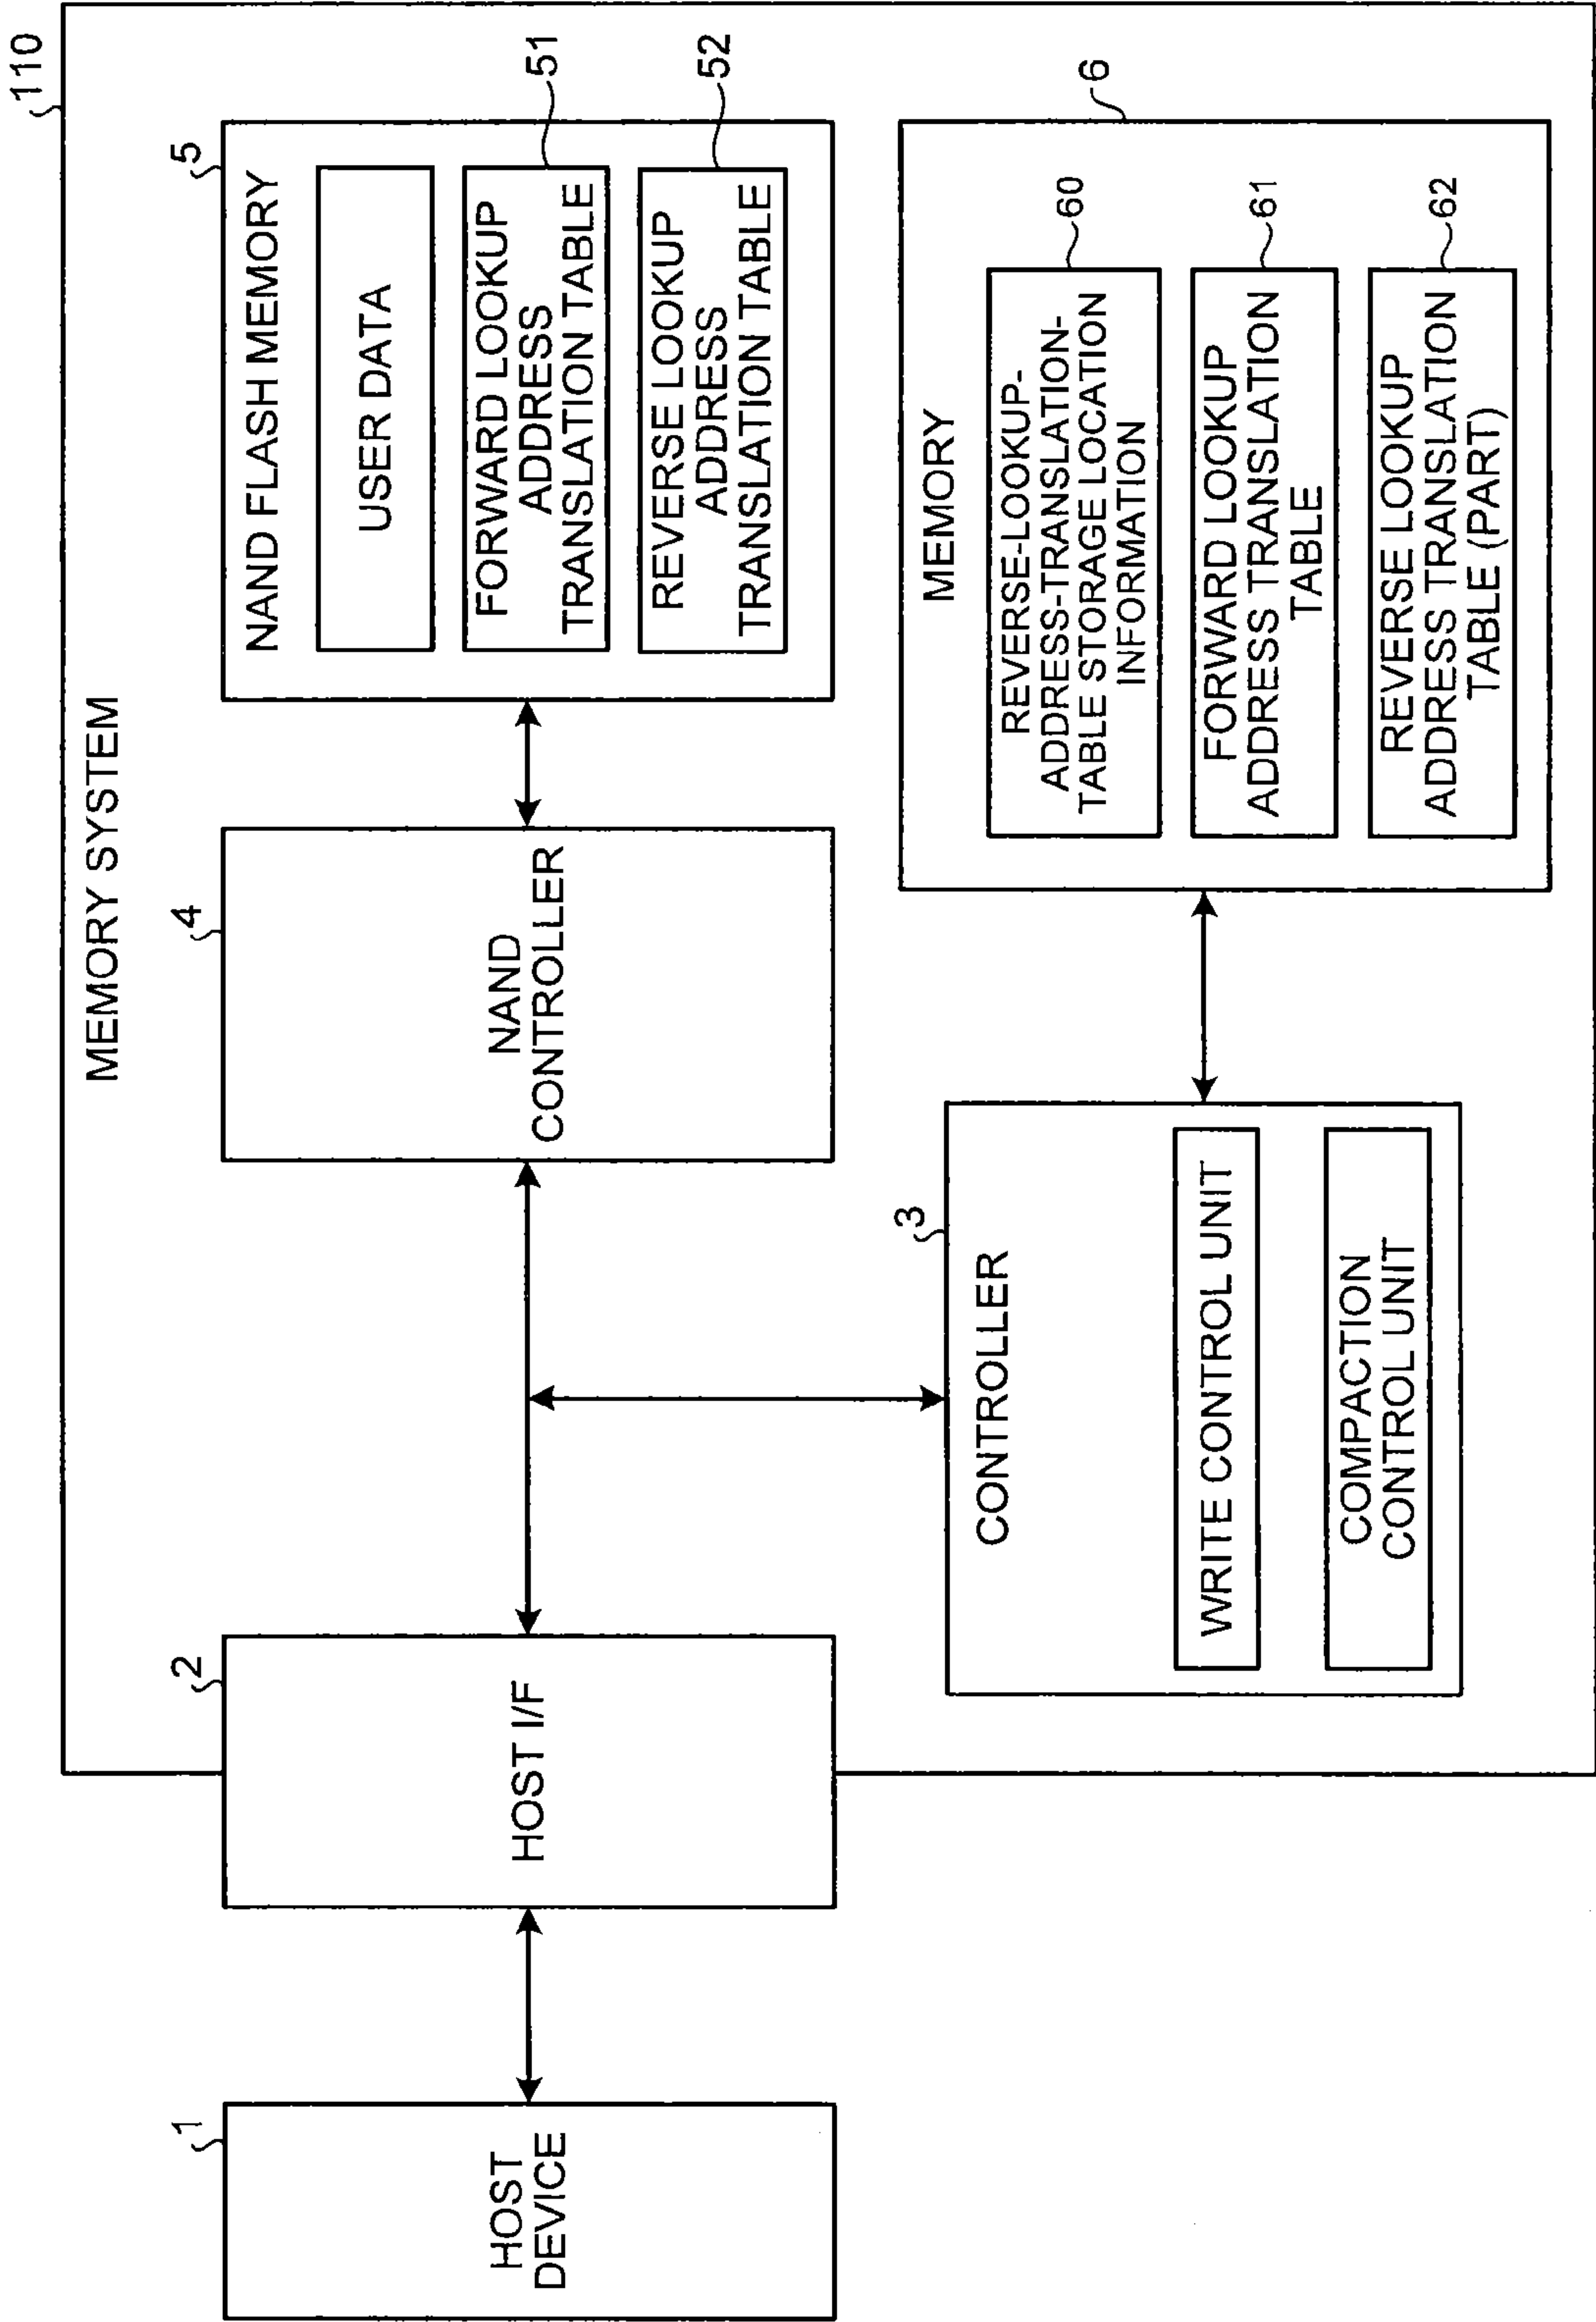 110
MEMORY SYSTEM
1
HOST
DEVICE
2
HOST I/F
4
NAND
CONTROLLER
5
NAND FLASH MEMORY
USER DATA
FORWARD LOOKUP
ADDRESS
TRANSLATION TABLE
51
REVERSE LOOKUP
ADDRESS
TRANSLATION TABLE
52
3
CONTROLLER
WRITE CONTROL UNIT
COMPACTION
CONTROL UNIT
6
MEMORY
REVERSE-LOOKUP-
ADDRESS-TRANSLATION-
TABLE STORAGE LOCATION
INFORMATION
60
FORWARD LOOKUP
ADDRESS TRANSLATION
TABLE
61
REVERSE LOOKUP
ADDRESS TRANSLATION
TABLE (PART)
62